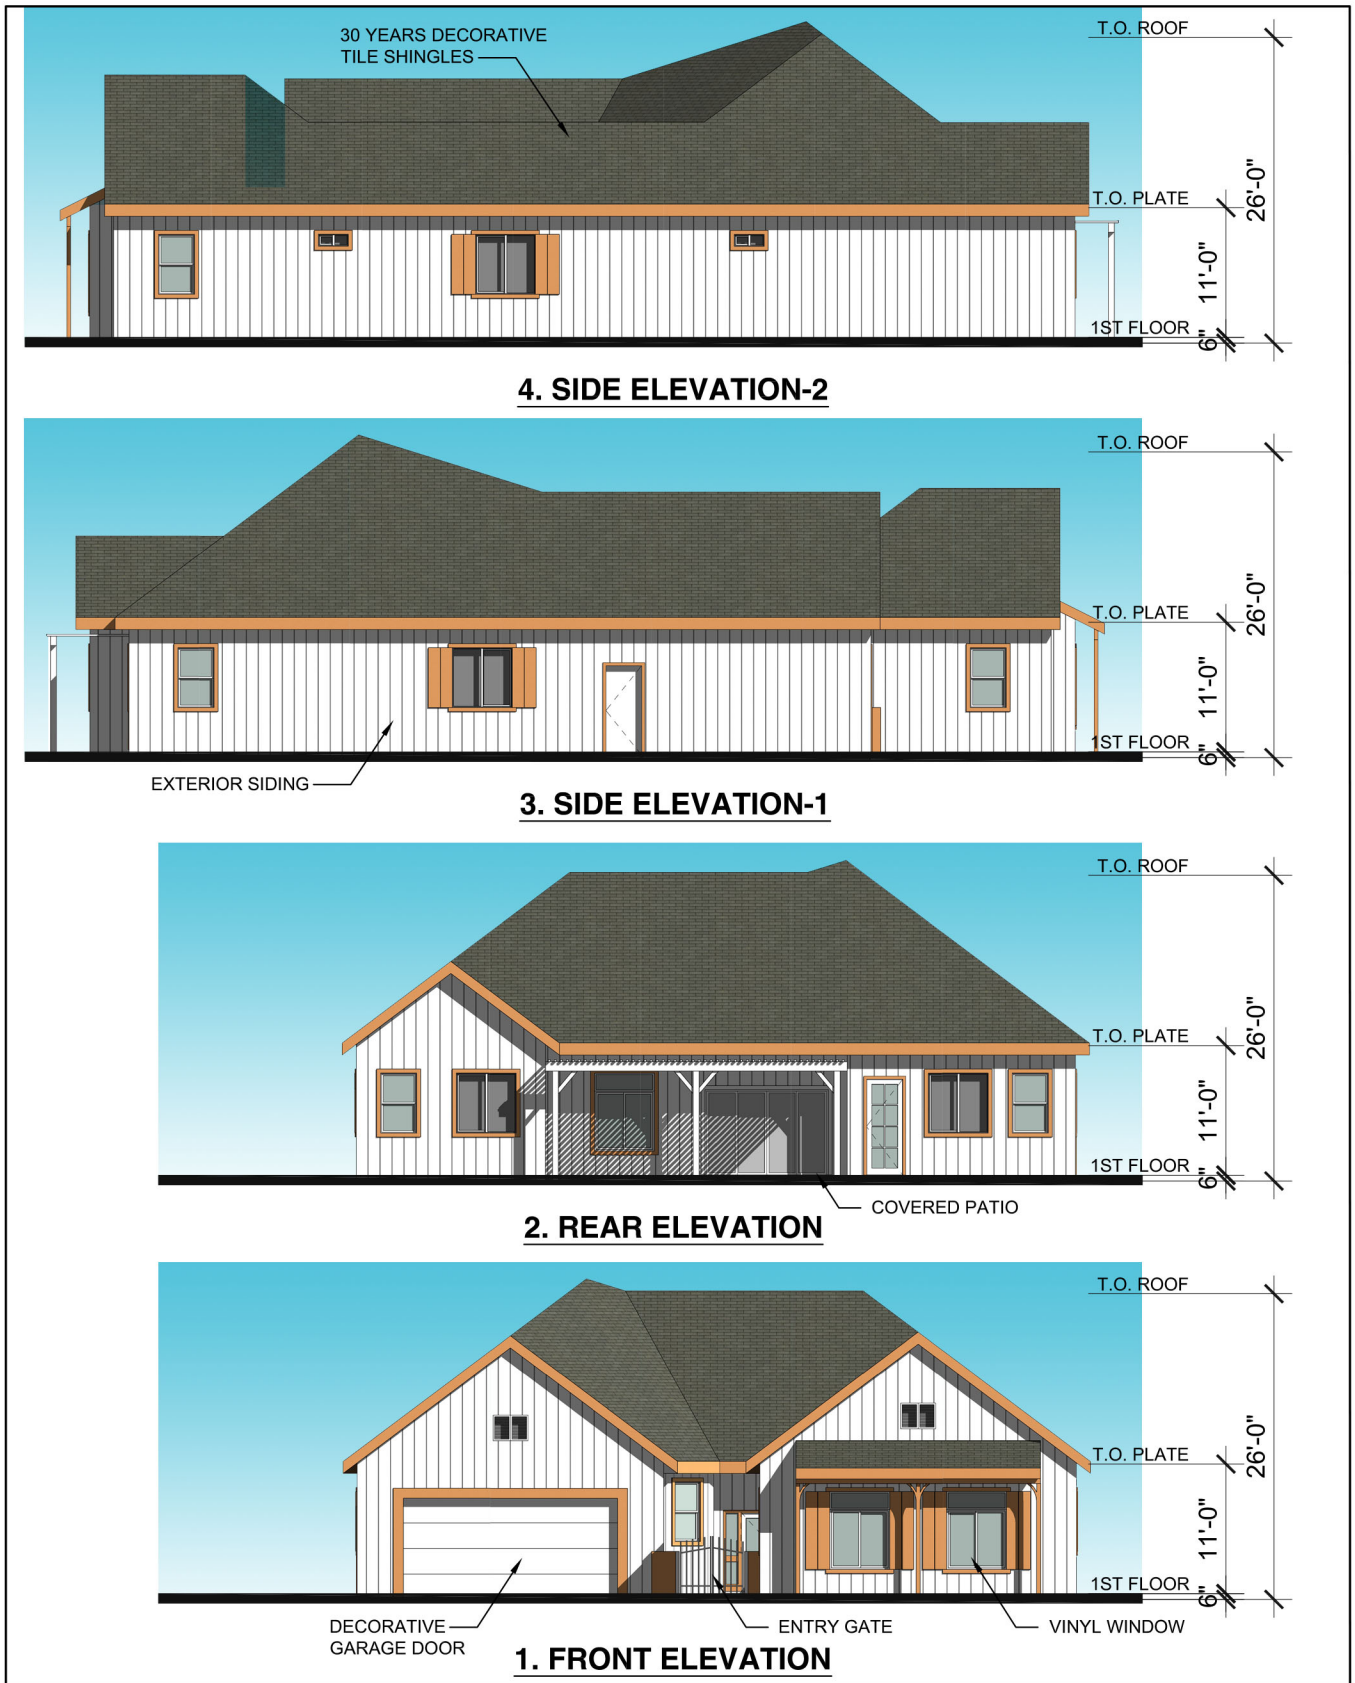 30 YEARS DECORATIVE
TILE SHINGLES
T.O. ROOF
T.O. PLATE
26'-0"
11'-0"
1ST FLOOR
6"
4. SIDE ELEVATION-2
T.O. ROOF
T.O. PLATE
26'-0"
11'-0"
1ST FLOOR
6"
EXTERIOR SIDING
3. SIDE ELEVATION-1
T.O. ROOF
T.O. PLATE
26'-0"
11'-0"
1ST FLOOR
6"
COVERED PATIO
2. REAR ELEVATION
T.O. ROOF
T.O. PLATE
26'-0"
11'-0"
1ST FLOOR
6"
DECORATIVE
GARAGE DOOR
ENTRY GATE
VINYL WINDOW
1. FRONT ELEVATION